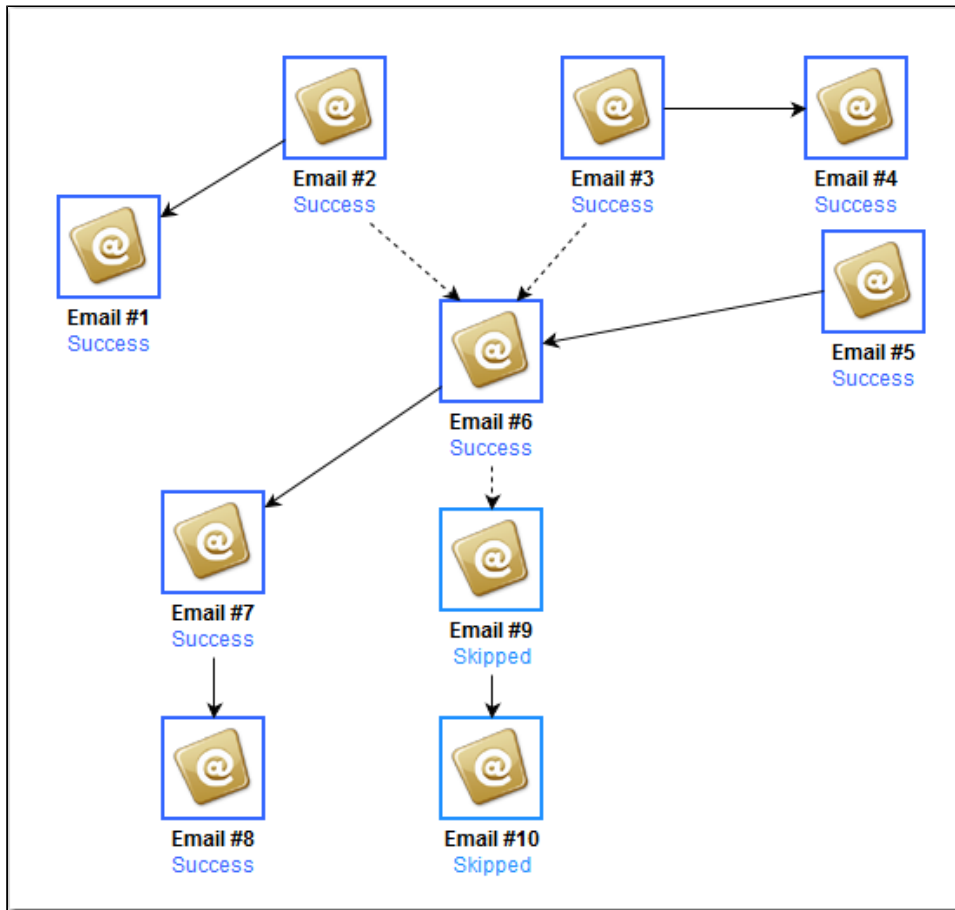 Email #2
Success
Email #3
Success
Email #4
Success
Email #1
Success
Email #5
Success
Email #6
Success
Email #7
Success
Email #9
Skipped
Email #8
Success
Email #10
Skipped